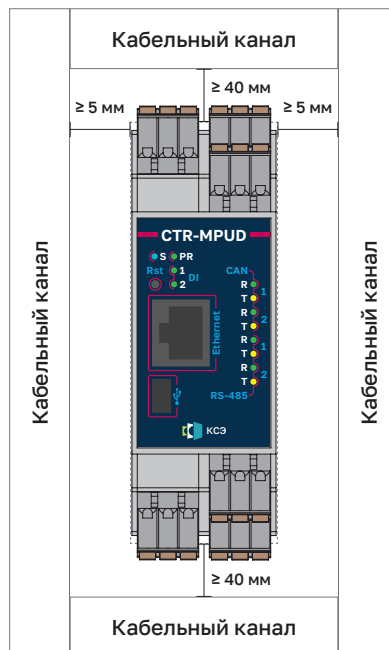 Кабельный канал
≥ 40 мм
≥ 5 мм
≥ 5 мм
Кабельный канал
Кабельный канал
CTR-MPUD
S PR
Rst 1 DI
2
CAN
R
T
1
R
T
2
R
T
1
R
T
2
RS-485
Ethernet
КСЭ
≥ 40 мм
Кабельный канал